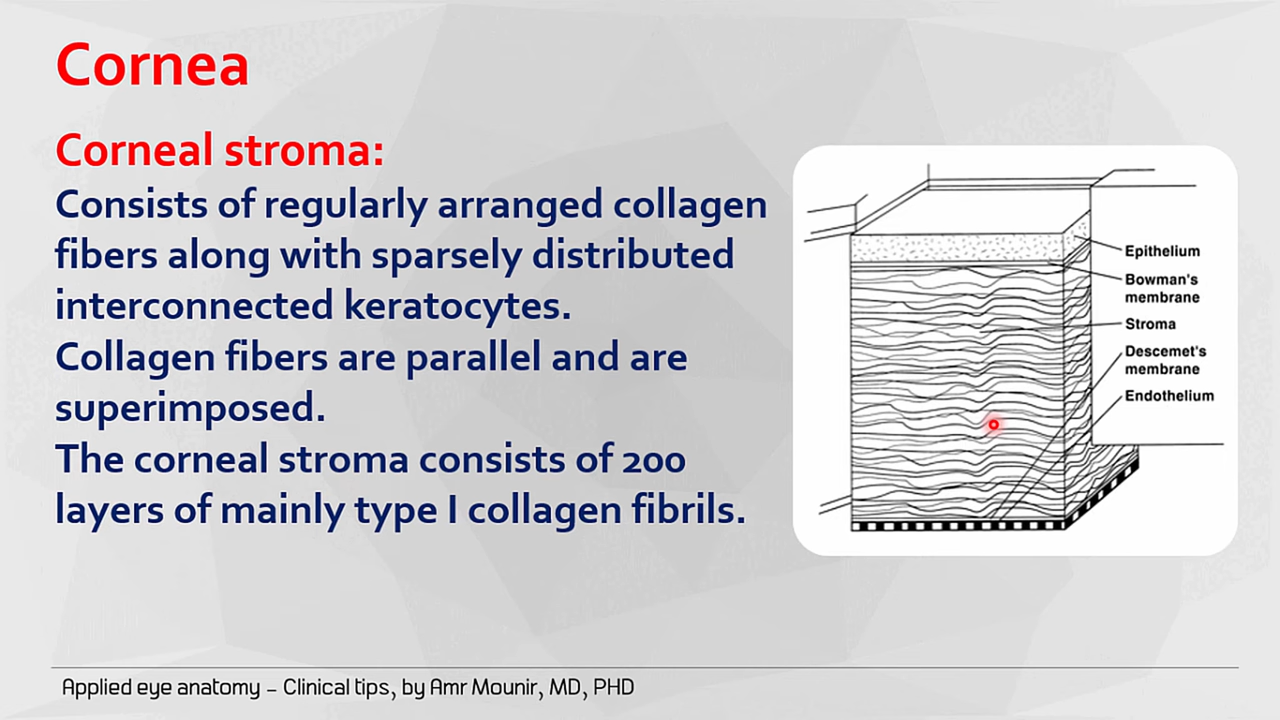 Cornea
Corneal stroma:
Consists of regularly arranged collagen
fibers along with sparsely distributed
interconnected keratocytes.
Collagen fibers are parallel and are
superimposed.
The corneal stroma consists of 200
layers of mainly type I collagen fibrils.
Epithelium
Bowman's
membrane
Stroma
Descemet's
membrane
Endothelium
Applied eye anatomy – Clinical tips, by Amr Mounir, MD, PHD